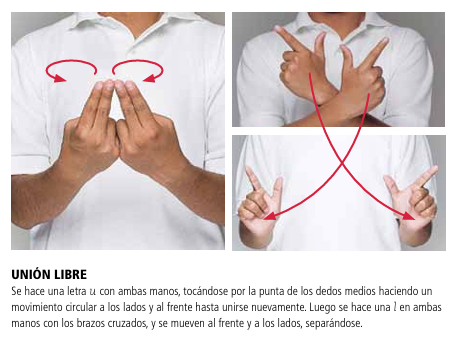 UNIÓN LIBRE
Se hace una letra u con ambas manos, tocándose por la punta de los dedos medios haciendo un
movimiento circular a los lados y al frente hasta unirse nuevamente. Luego se hace una l en ambas
manos con los brazos cruzados, y se mueven al frente y a los lados, separándose.